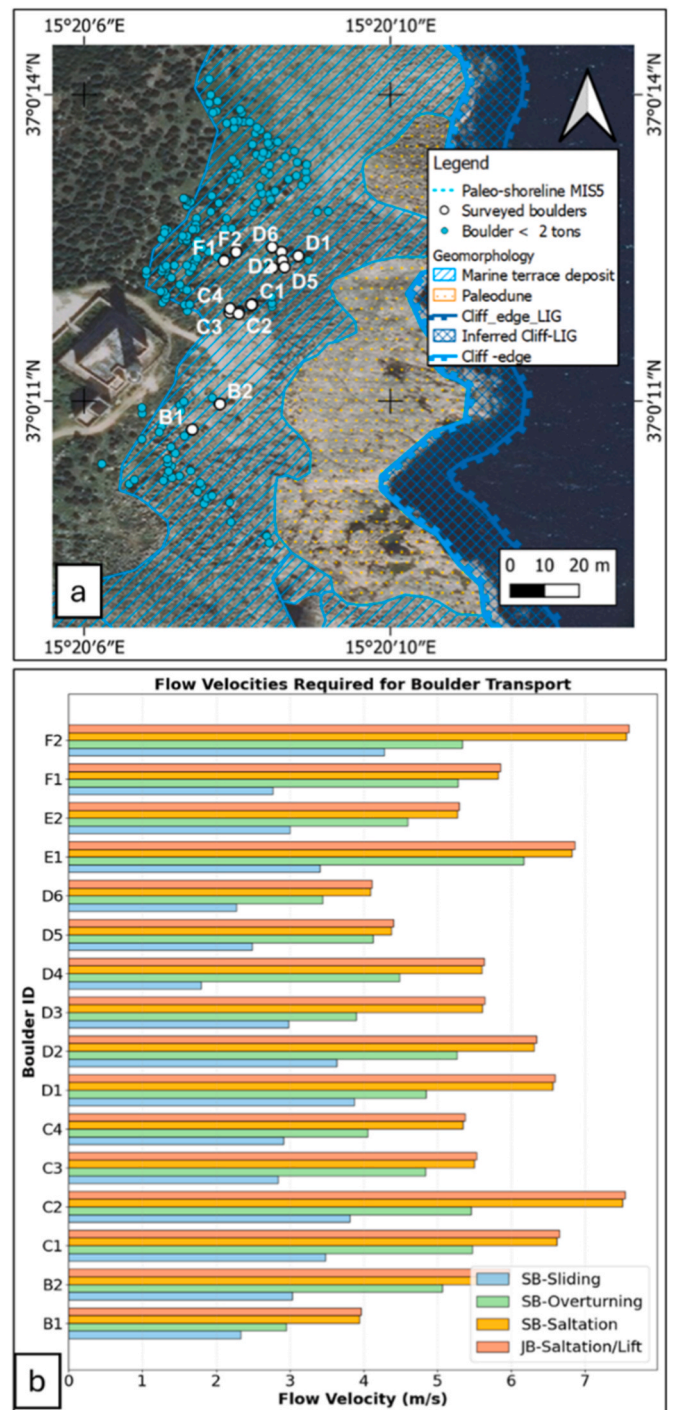 15°20′6″E 15°20′10″E
37°0′14″N 37°0′14″N
Legend
Paleo-shoreline MIS5
Surveyed boulders
Boulder < 2 tons
Geomorphology
Marine terrace deposit
Paleodune
Cliff_edge_LIG
Inferred Cliff-LIG
Cliff -edge
F1 F2 D6 D1
D2 D5
C4 C1
C3 C2
37°0′11″N 37°0′11″N
B2
B1
0 10 20 m
a
15°20′6″E 15°20′10″E
Flow Velocities Required for Boulder Transport
F2
F1
E2
E1
D6
D5
D4
D3
D2
D1
C4
C3
C2
C1
B2
B1
Boulder ID
SB-Sliding
SB-Overturning
SB-Saltation
JB-Saltation/Lift
0 1 2 3 4 5 6 7
Flow Velocity (m/s)
b